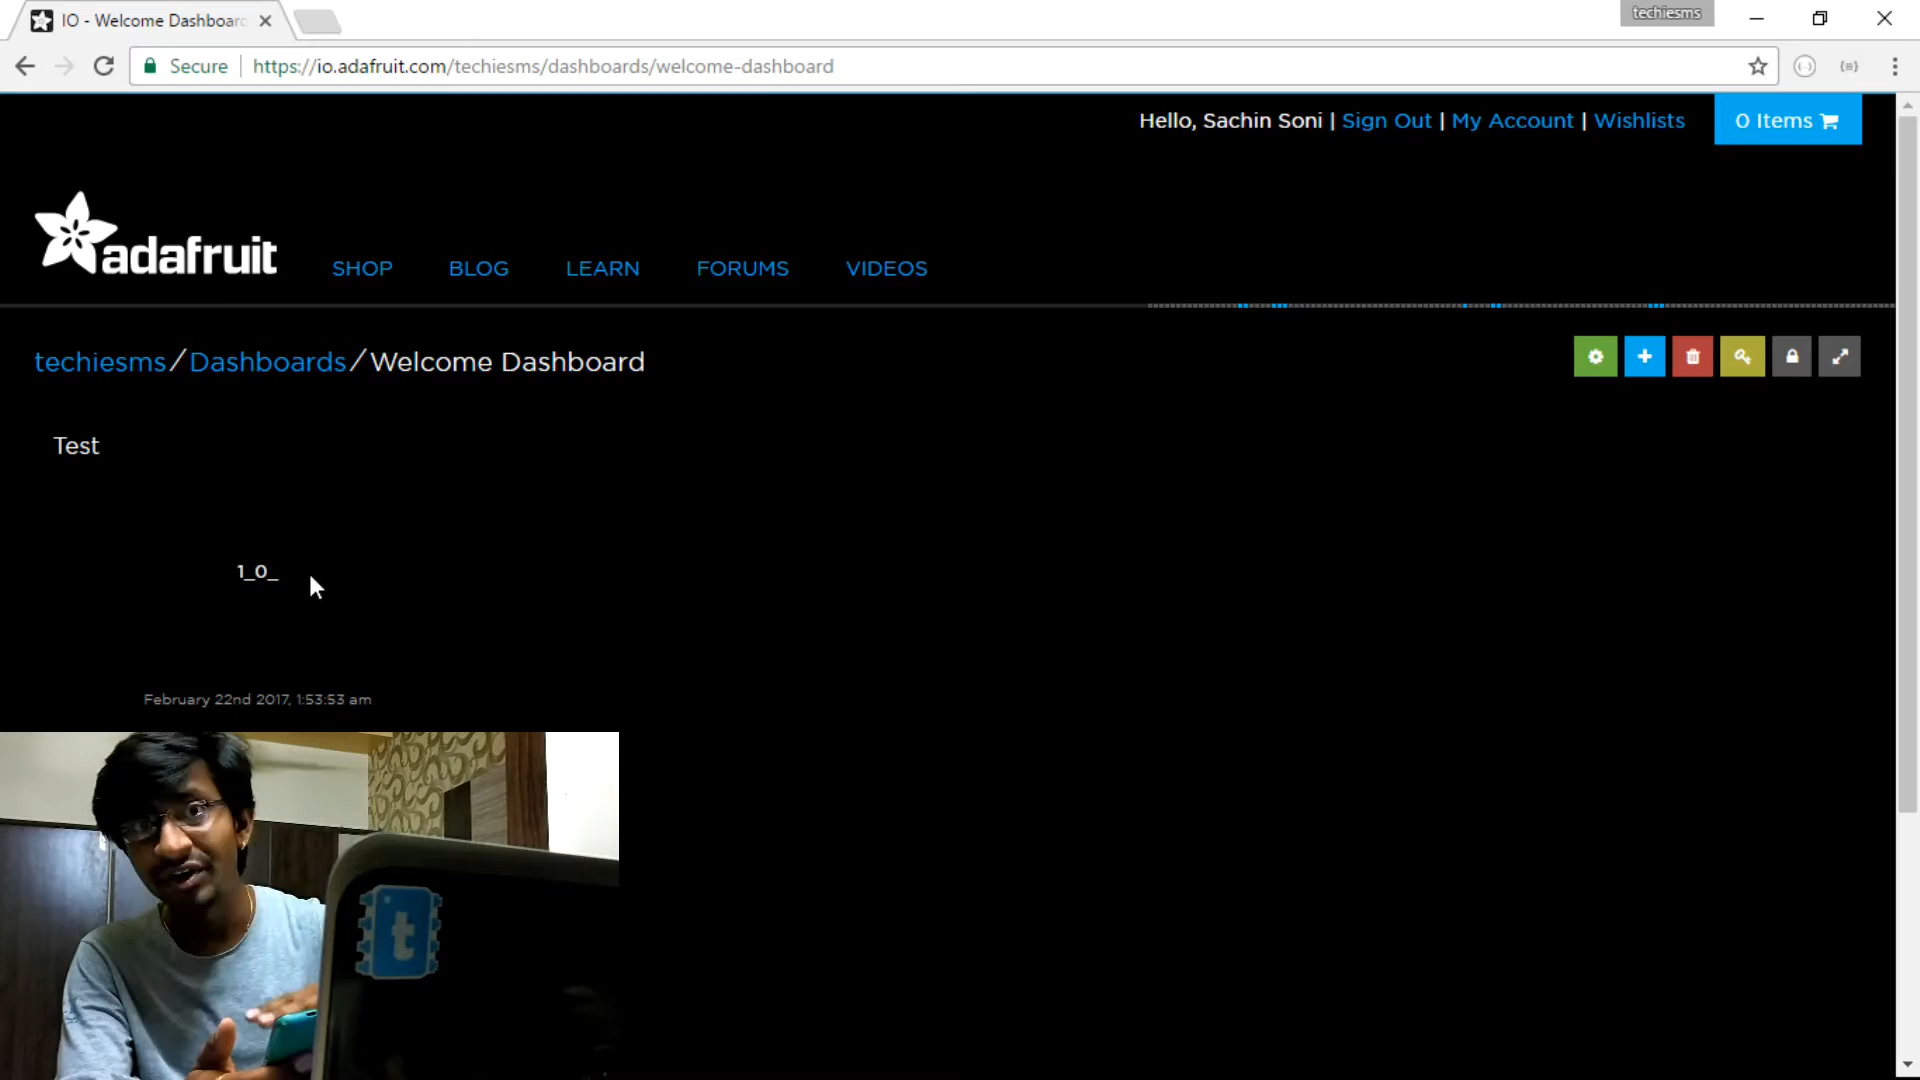 IO - Welcome Dashboar
techiesms
Secure
https://io.adafruit.com/techiesms/dashboards/welcome-dashboard
Hello, Sachin Soni | Sign Out | My Account | Wishlists
0 Items
adafruit
SHOP
BLOG
LEARN
FORUMS
VIDEOS
techiesms/Dashboards/Welcome Dashboard
Test
1_0_
February 22nd 2017, 1:53:53 am
t